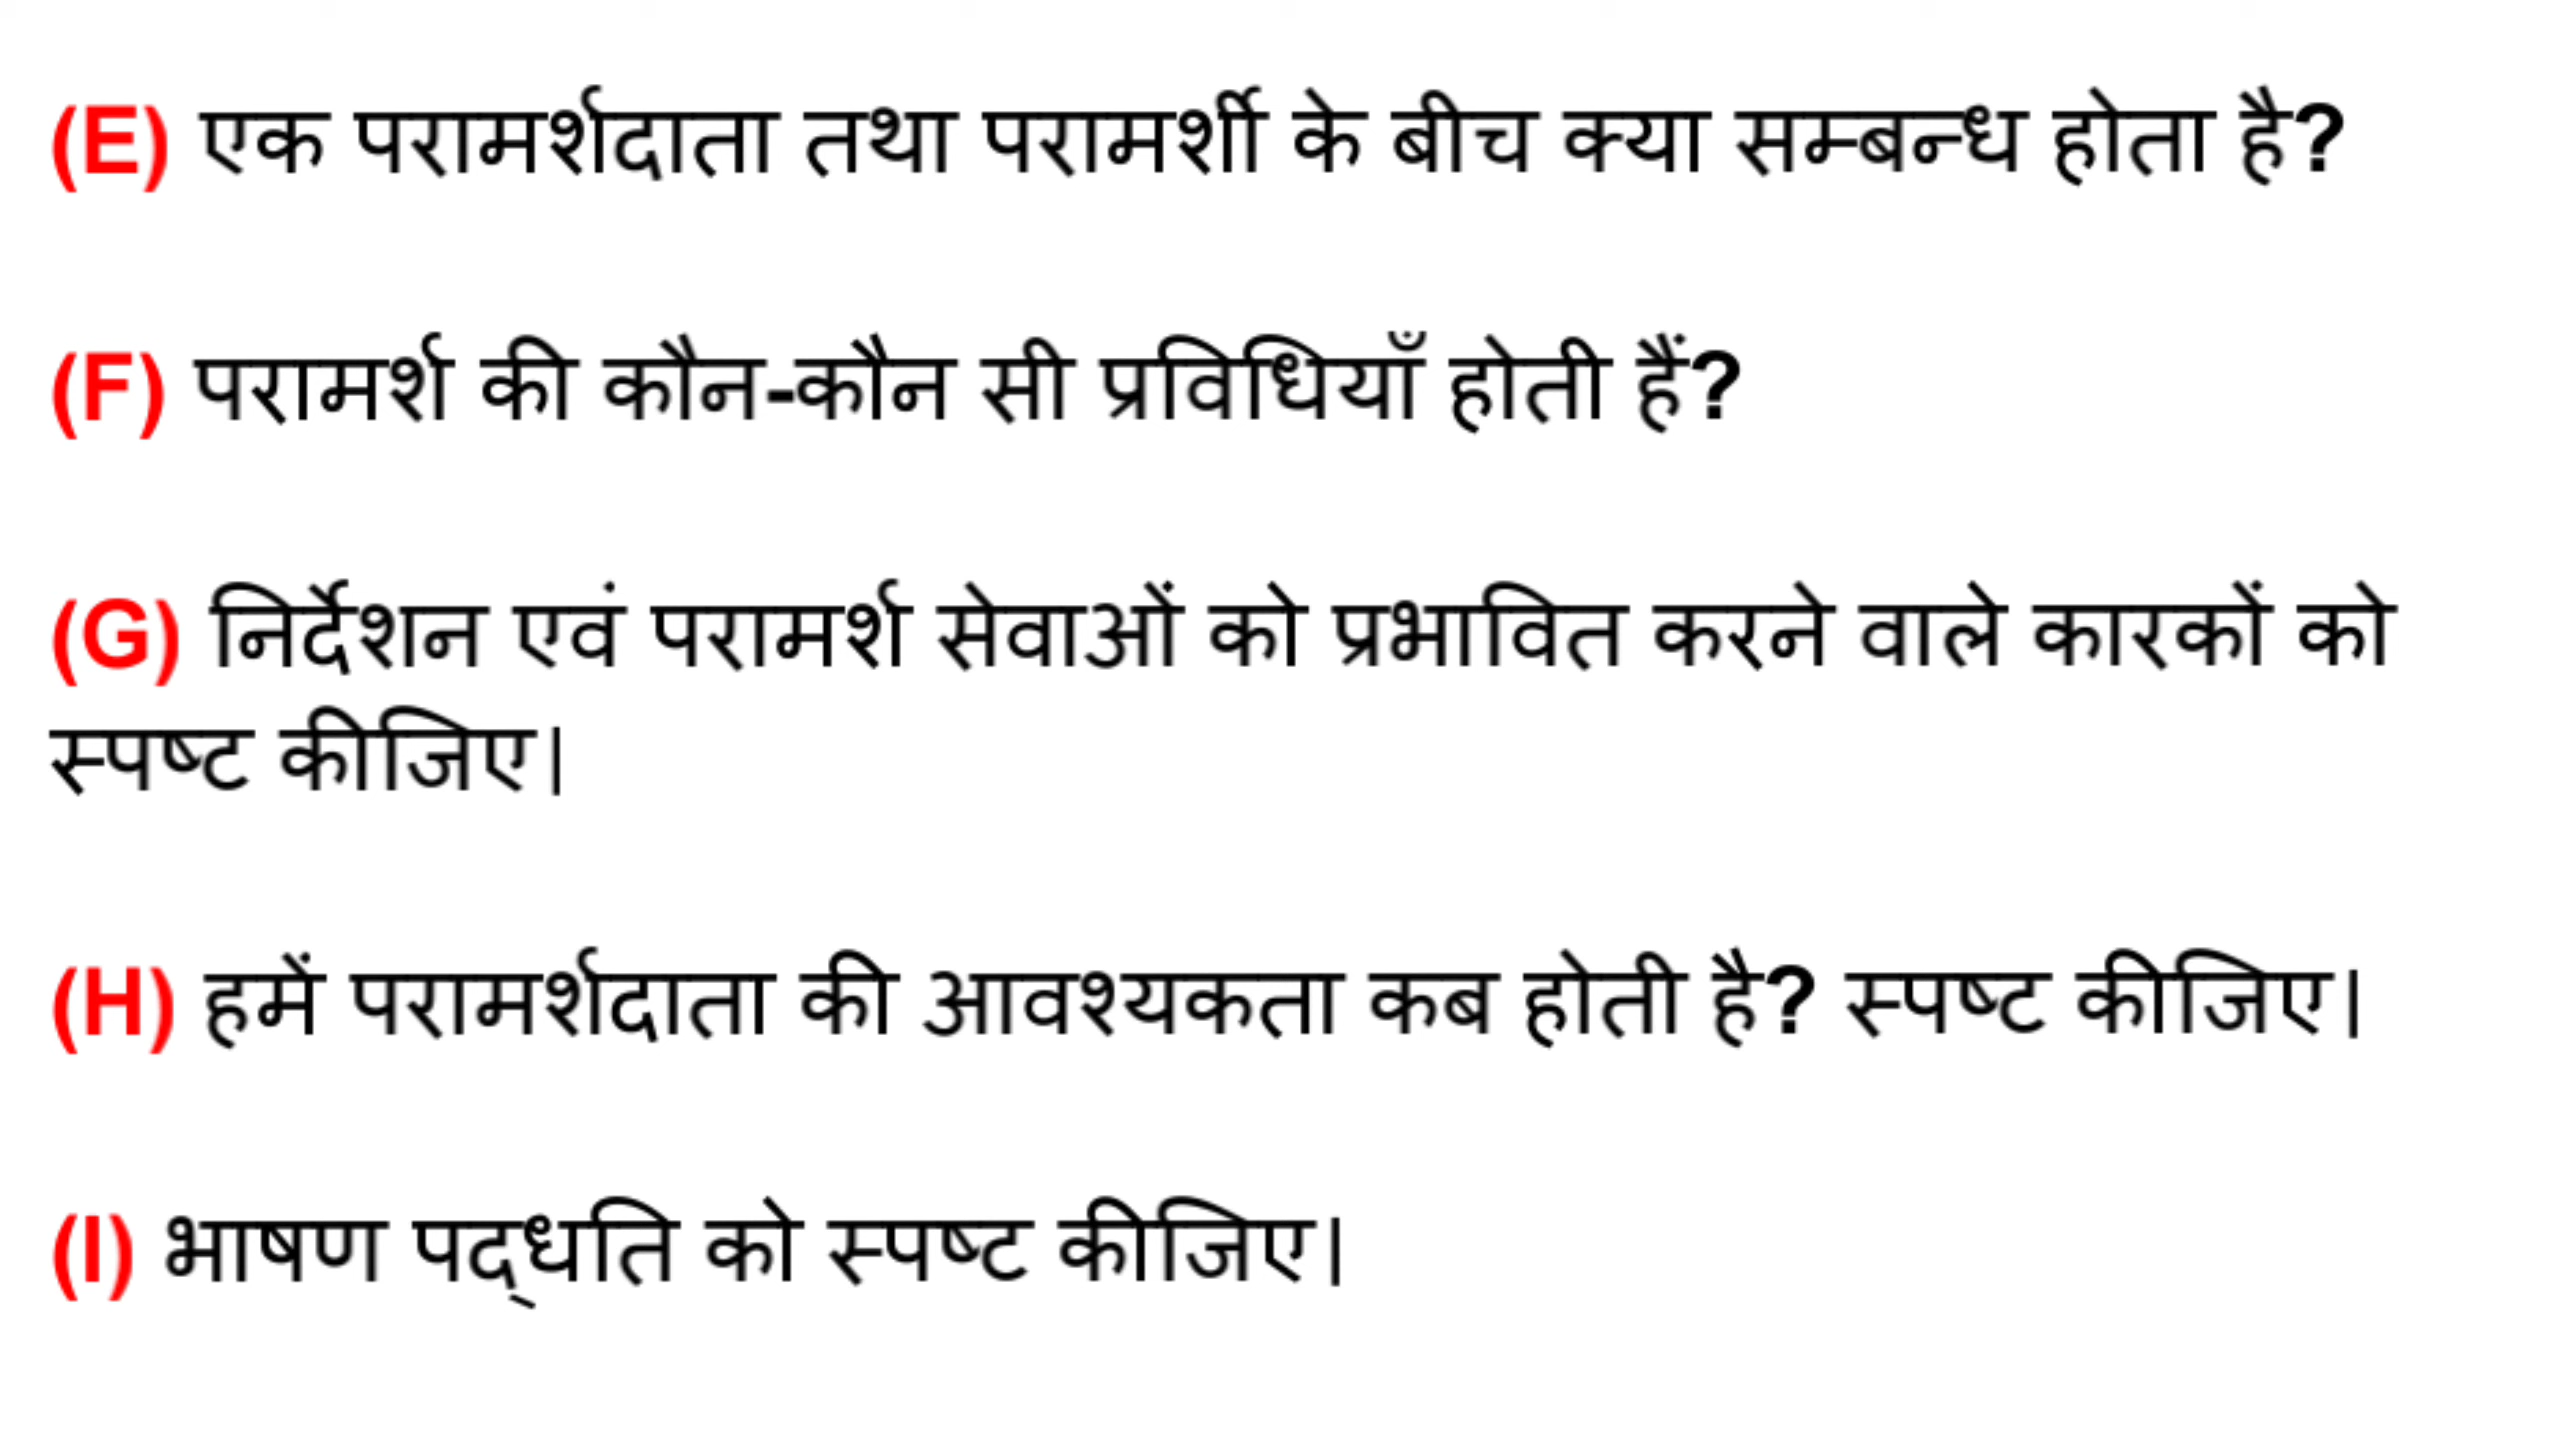 (E) एक परामर्शदाता तथा परामर्शी के बीच क्या सम्बन्ध होता है?
(F) परामर्श की कौन-कौन सी प्रविधियाँ होती हैं?
(G) निर्देशन एवं परामर्श सेवाओं को प्रभावित करने वाले कारकों को
स्पष्ट कीजिए।
(H) हमें परामर्शदाता की आवश्यकता कब होती है? स्पष्ट कीजिए।
(I) भाषण पद्धति को स्पष्ट कीजिए।